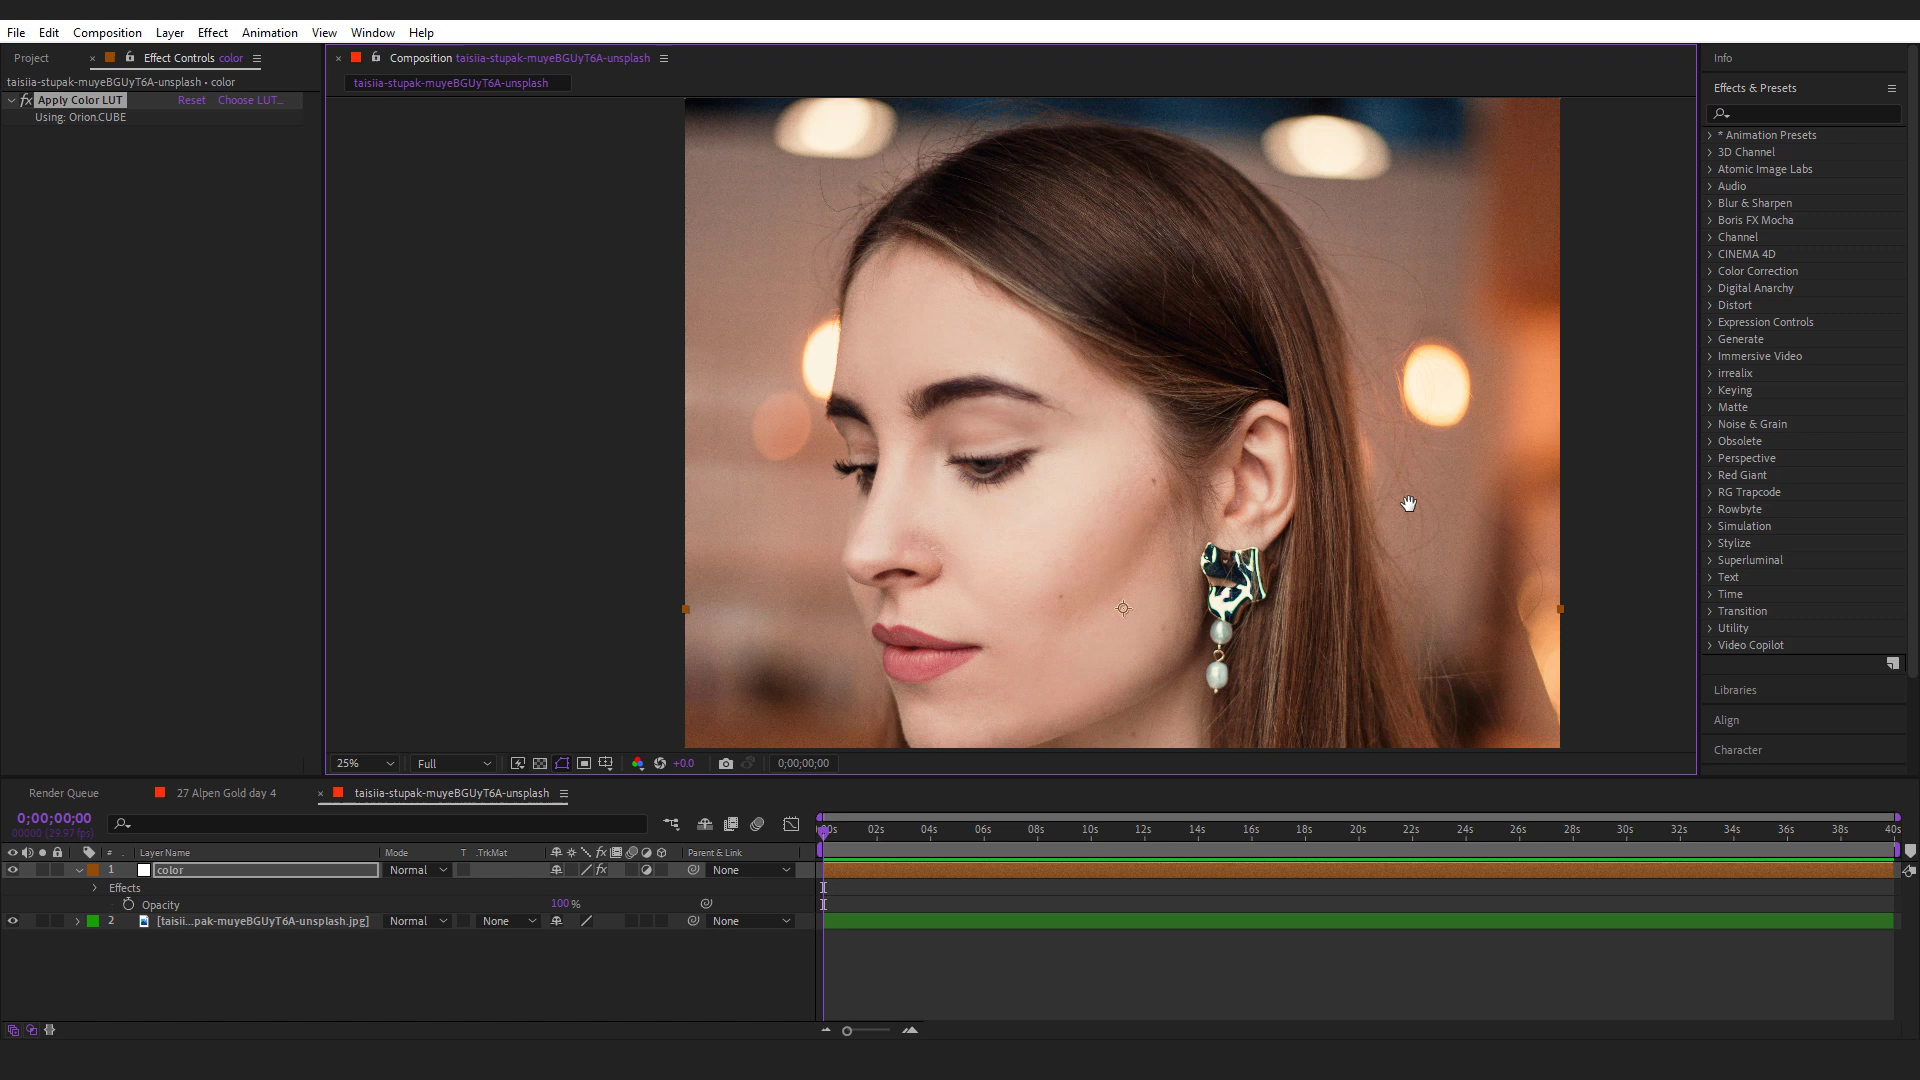 File Edit Composition Layer Effect Animation View Window Help
Project × Effect Controls color
taisiia-stupak-muyeBGUyT6A-unsplash • color
fx Apply Color LUT Reset Choose LUT...
Using: Orion.CUBE
× Composition taisiia-stupak-muyeBGUyT6A-unsplash
taisiia-stupak-muyeBGUyT6A-unsplash
25% Full +0.0 0;00;00;00
Info
Effects & Presets
* Animation Presets
3D Channel
Atomic Image Labs
Audio
Blur & Sharpen
Boris FX Mocha
Channel
CINEMA 4D
Color Correction
Digital Anarchy
Distort
Expression Controls
Generate
Immersive Video
irrealix
Keying
Matte
Noise & Grain
Obsolete
Perspective
Red Giant
RG Trapcode
Rowbyte
Simulation
Stylize
Superluminal
Text
Time
Transition
Utility
Video Copilot
Libraries
Align
Character
Render Queue 27 Alpen Gold day 4 × taisiia-stupak-muyeBGUyT6A-unsplash
0;00;00;00
00000 (29.97 fps)
02s 04s 06s 08s 10s 12s 14s 16s 18s 20s 22s 24s 26s 28s 30s 32s 34s 36s 38s 40s
# Layer Name Mode T .TrkMat fx Parent & Link
1 color Normal fx None
Effects
Opacity 100 %
2 [taisii...pak-muyeBGUyT6A-unsplash.jpg] Normal None None